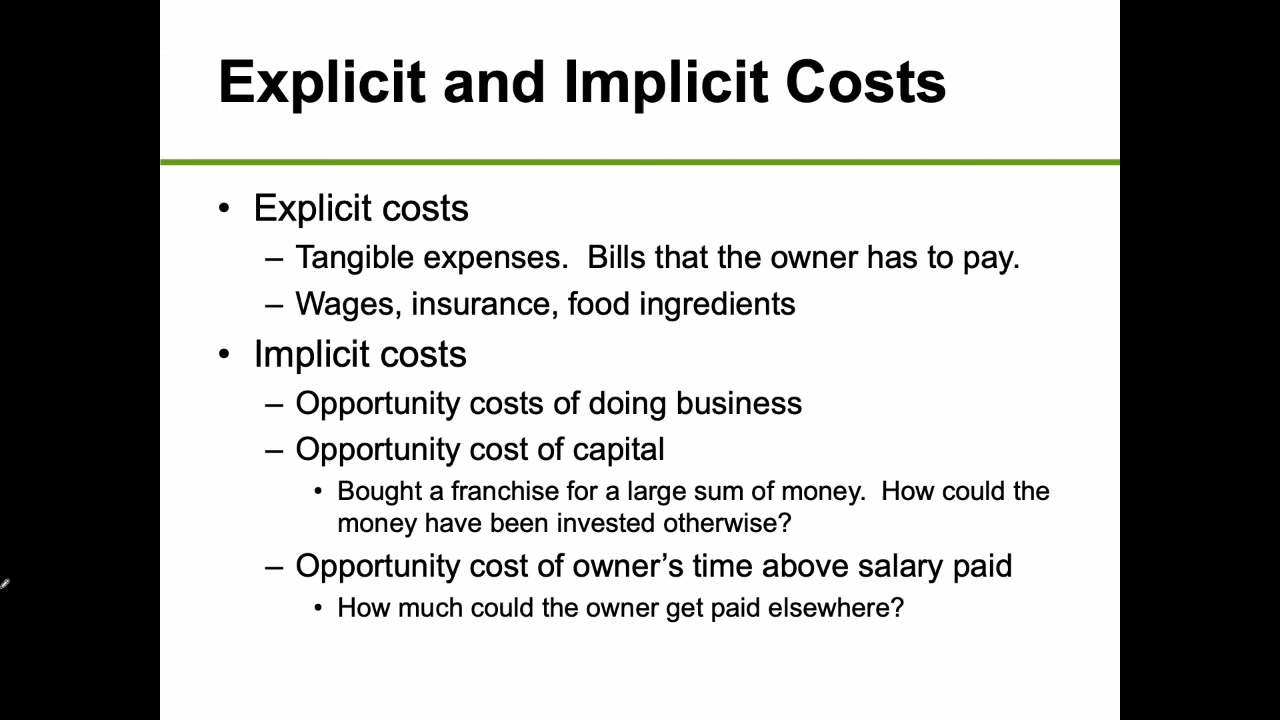 Explicit and Implicit Costs
• Explicit costs
– Tangible expenses.  Bills that the owner has to pay.
– Wages, insurance, food ingredients
• Implicit costs
– Opportunity costs of doing business
– Opportunity cost of capital
• Bought a franchise for a large sum of money.  How could the
money have been invested otherwise?
– Opportunity cost of owner’s time above salary paid
• How much could the owner get paid elsewhere?